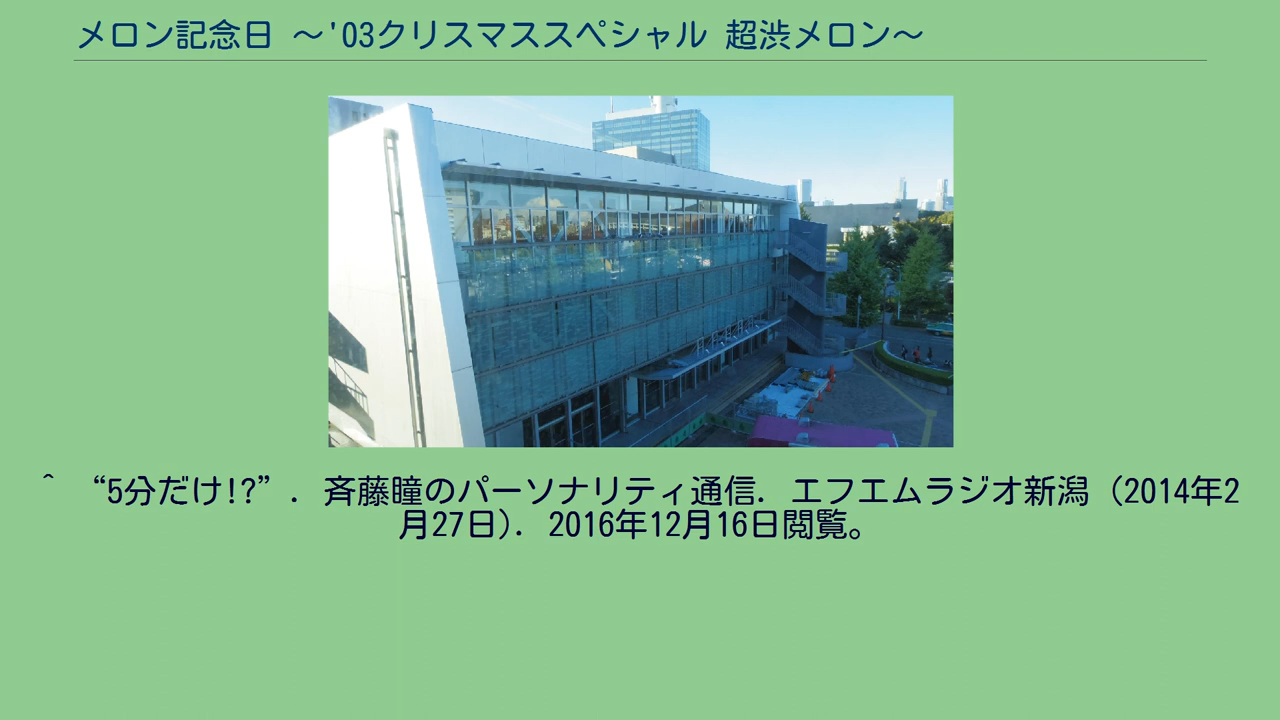 メロン記念日 ～'03クリスマススペシャル 超渋メロン～
^ “5分だけ!?”. 斉藤瞳のパーソナリティ通信. エフエムラジオ新潟 (2014年2
月27日). 2016年12月16日閲覧。